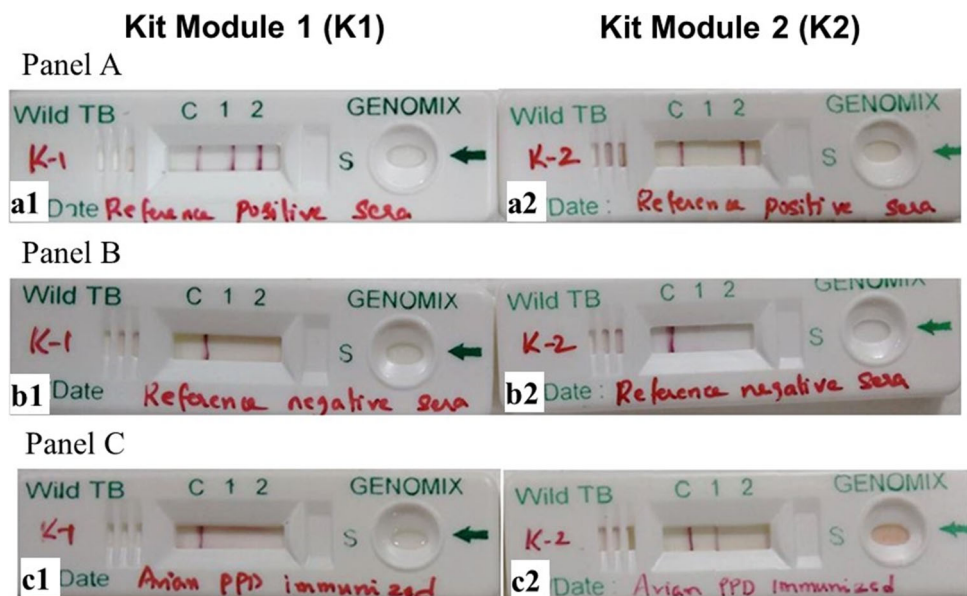 Kit Module 1 (K1) Kit Module 2 (K2)
Panel A
Wild TB C 1 2 GENOMIX
K-1 S
a1 Date Reference Positive sera
Wild TB C 1 2 GENOMIX
K-2 S
a2 Date: Reference positive sera
Panel B
Wild TB C 1 2 GENOMIX
K-1 S
b1 Date Reference negative sera
Wild TB C 1 2 GENOMIX
K-2 S
b2 Date: Reference negative sera
Panel C
Wild TB C 1 2 GENOMIX
K-1 S
c1 Date Avian PPD immunized
Wild TB C 1 2 GENOMIX
K-2 S
c2 Date: Avian PPD Immunized